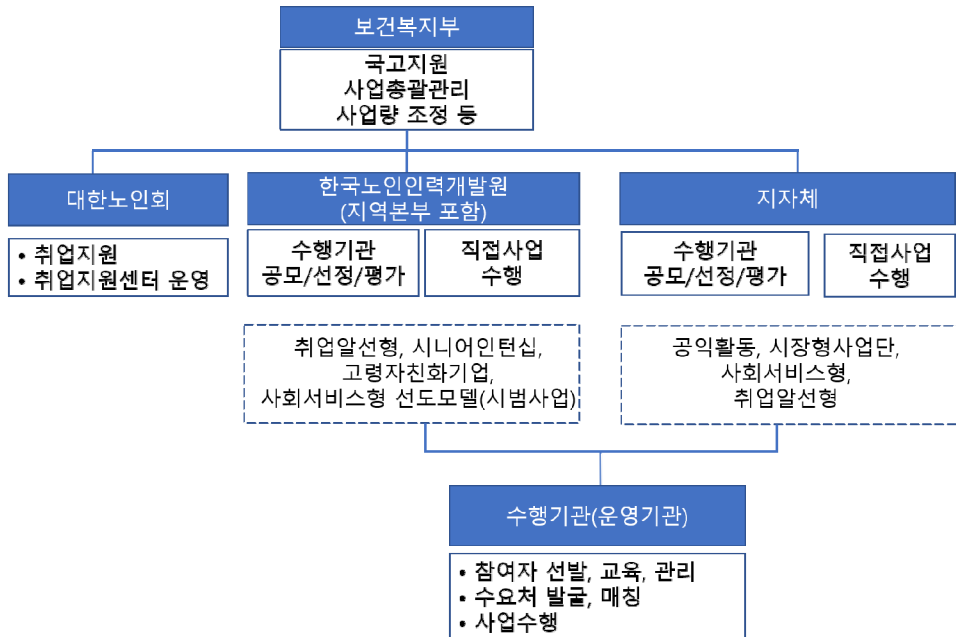 보건복지부
국고지원
사업총괄관리
사업량 조정 등
대한노인회
• 취업지원
• 취업지원센터 운영
한국노인인력개발원
(지역본부 포함)
수행기관
공모/선정/평가
직접사업
수행
지자체
수행기관
공모/선정/평가
직접사업
수행
취업알선형, 시니어인턴십,
고령자친화기업,
사회서비스형 선도모델(시범사업)
공익활동, 시장형사업단,
사회서비스형,
취업알선형
수행기관(운영기관)
• 참여자 선발, 교육, 관리
• 수요처 발굴, 매칭
• 사업수행